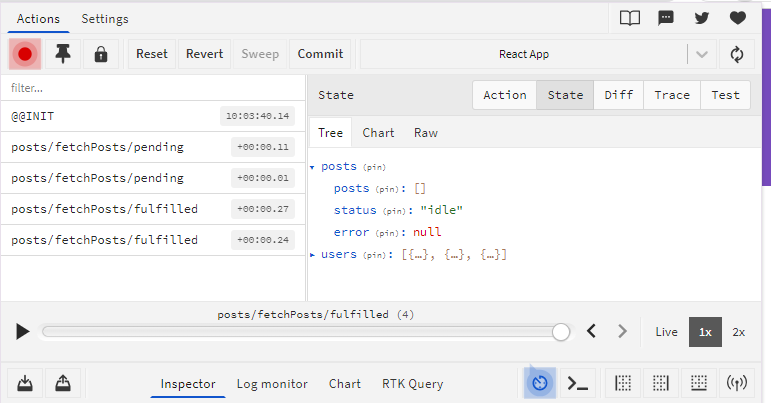 Actions Settings
Reset Revert Sweep Commit React App
filter...
@@INIT 10:03:40.14
posts/fetchPosts/pending +00:00.11
posts/fetchPosts/pending +00:00.01
posts/fetchPosts/fulfilled +00:00.27
posts/fetchPosts/fulfilled +00:00.24
State Action State Diff Trace Test
Tree Chart Raw
posts (pin)
posts (pin): []
status (pin): "idle"
error (pin): null
users (pin): [{…}, {…}, {…}]
posts/fetchPosts/fulfilled (4)
Live 1x 2x
Inspector Log monitor Chart RTK Query